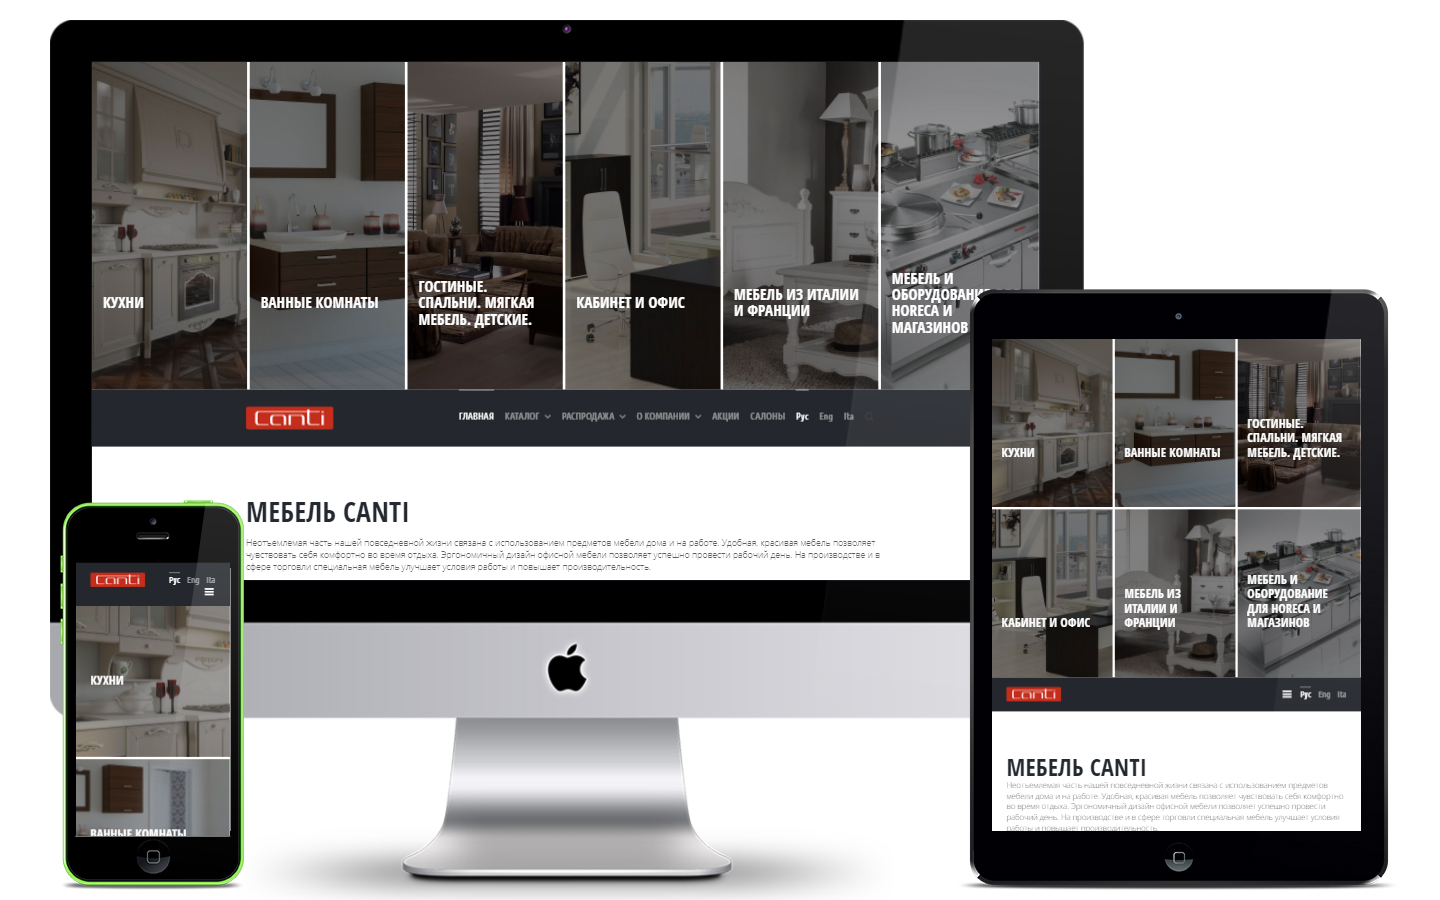 КУХНИ
ВАННЫЕ КОМНАТЫ
ГОСТИНЫЕ.
СПАЛЬНИ. МЯГКАЯ
МЕБЕЛЬ. ДЕТСКИЕ.
КАБИНЕТ И ОФИС
МЕБЕЛЬ ИЗ ИТАЛИИ
И ФРАНЦИИ
МЕБЕЛЬ И
ОБОРУДОВАНИЕ
HORECA И
МАГАЗИНОВ
canti
ГЛАВНАЯ КАТАЛОГ РАСПРОДАЖА О КОМПАНИИ АКЦИИ САЛОНЫ Рус Eng Ita
МЕБЕЛЬ CANTI
Неотъемлемая часть нашей повседневной жизни связана с использованием предметов мебели дома и на работе. Удобная, красивая мебель позволяет
чувствовать себя комфортно во время отдыха. Эргономичный дизайн офисной мебели позволяет успешно провести рабочий день. На производстве и в
сфере торговли специальная мебель улучшает условия работы и повышает производительность.
canti
Рус Eng Ita
КУХНИ
ВАННЫЕ КОМНАТЫ
КУХНИ
ВАННЫЕ КОМНАТЫ
ГОСТИНЫЕ.
СПАЛЬНИ. МЯГКАЯ
МЕБЕЛЬ. ДЕТСКИЕ.
КАБИНЕТ И ОФИС
МЕБЕЛЬ ИЗ
ИТАЛИИ И
ФРАНЦИИ
МЕБЕЛЬ И
ОБОРУДОВАНИЕ
ДЛЯ HORECA И
МАГАЗИНОВ
canti
Рус Eng Ita
МЕБЕЛЬ CANTI
Неотъемлемая часть нашей повседневной жизни связана с использованием предметов
мебели дома и на работе. Удобная, красивая мебель позволяет чувствовать себя комфортно
во время отдыха. Эргономичный дизайн офисной мебели позволяет успешно провести
рабочий день. На производстве и в сфере торговли специальная мебель улучшает условия
работы и повышает производительность.